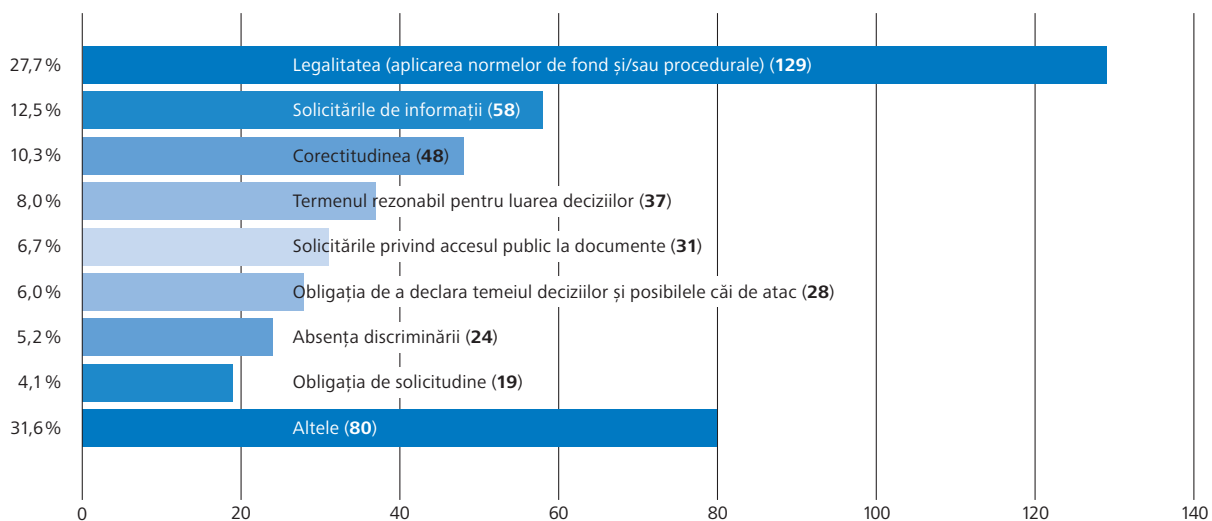 27,7 % Legalitatea (aplicarea normelor de fond și/sau procedurale) (129)
12,5 % Solicitările de informații (58)
10,3 % Corectitudinea (48)
8,0 % Termenul rezonabil pentru luarea deciziilor (37)
6,7 % Solicitările privind accesul public la documente (31)
6,0 % Obligația de a declara temeiul deciziilor și posibilele căi de atac (28)
5,2 % Absența discriminării (24)
4,1 % Obligația de solicitudine (19)
31,6 % Altele (80)
0 20 40 60 80 100 120 140